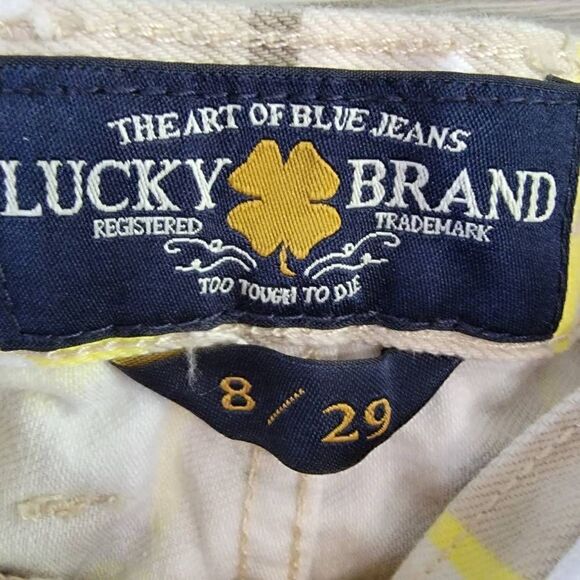 THE ART OF BLUE JEANS
LUCKY BRAND
REGISTERED TRADEMARK
TOO TOUGH TO DIE
8 / 29